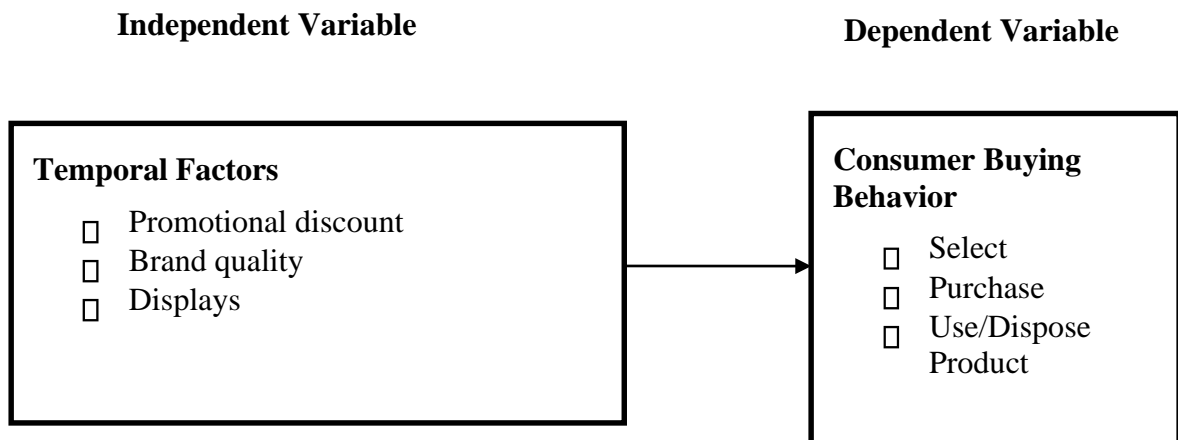 Independent Variable
Dependent Variable
Temporal Factors
Promotional discount
Brand quality
Displays
Consumer Buying
Behavior
Select
Purchase
Use/Dispose
Product